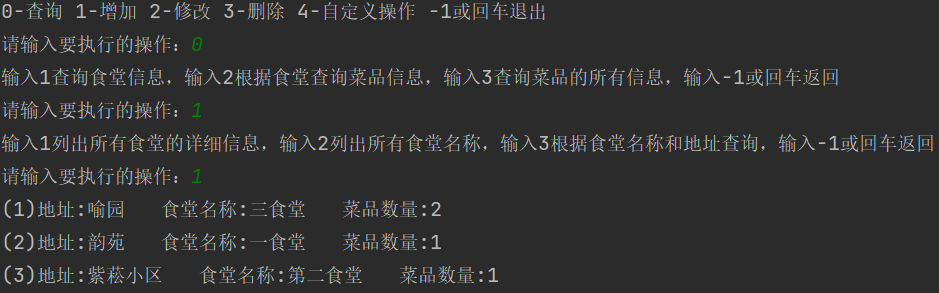 0-查询 1-增加 2-修改 3-删除 4-自定义操作 -1或回车退出
请输入要执行的操作：0
输入1查询食堂信息，输入2根据食堂查询菜品信息，输入3查询菜品的所有信息，输入-1或回车返回
请输入要执行的操作：1
输入1列出所有食堂的详细信息，输入2列出所有食堂名称，输入3根据食堂名称和地址查询，输入-1或回车返回
请输入要执行的操作：1
(1)地址:喻园 食堂名称:三食堂 菜品数量:2
(2)地址:韵苑 食堂名称:一食堂 菜品数量:1
(3)地址:紫菘小区 食堂名称:第二食堂 菜品数量:1